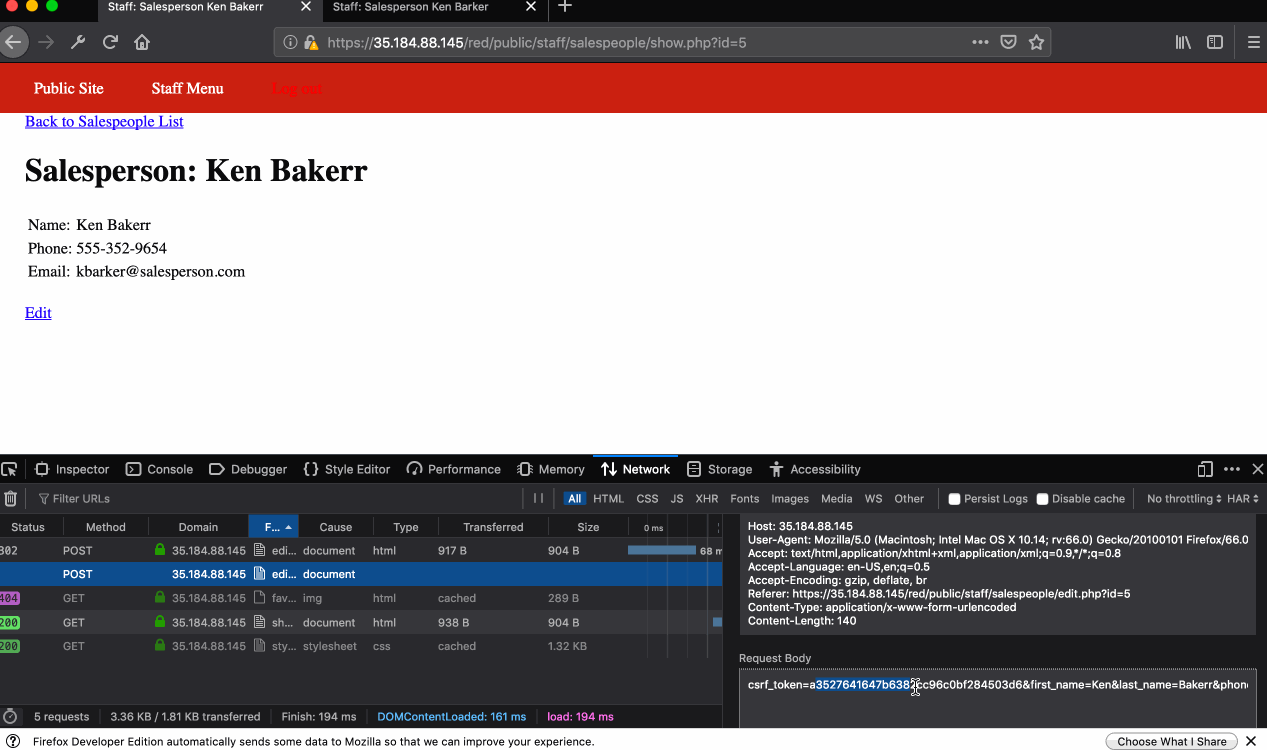 Staff: Salesperson Ken Bakerr
Staff: Salesperson Ken Barker
https://35.184.88.145/red/public/staff/salespeople/show.php?id=5
Public Site Staff Menu Log out
Back to Salespeople List
Salesperson: Ken Bakerr
Name: Ken Bakerr
Phone: 555-352-9654
Email: kbarker@salesperson.com
Edit
Inspector Console Debugger Style Editor Performance Memory Network Storage Accessibility
Filter URLs All HTML CSS JS XHR Fonts Images Media WS Other Persist Logs Disable cache No throttling HAR
Status Method Domain F... Cause Type Transferred Size 0 ms
302 POST 35.184.88.145 edi... document html 917 B 904 B 68 m
POST 35.184.88.145 edi... document
404 GET 35.184.88.145 fav... img html cached 289 B
200 GET 35.184.88.145 sh... document html 938 B 904 B
200 GET 35.184.88.145 sty... stylesheet css cached 1.32 KB
5 requests 3.36 KB / 1.81 KB transferred Finish: 194 ms DOMContentLoaded: 161 ms load: 194 ms
Host: 35.184.88.145
User-Agent: Mozilla/5.0 (Macintosh; Intel Mac OS X 10.14; rv:66.0) Gecko/20100101 Firefox/66.0
Accept: text/html,application/xhtml+xml,application/xml;q=0.9,*/*;q=0.8
Accept-Language: en-US,en;q=0.5
Accept-Encoding: gzip, deflate, br
Referer: https://35.184.88.145/red/public/staff/salespeople/edit.php?id=5
Content-Type: application/x-www-form-urlencoded
Content-Length: 140
Request Body
&first_name=Ken&last_name=Bakerr&phon
Firefox Developer Edition automatically sends some data to Mozilla so that we can improve your experience. Choose What I Share